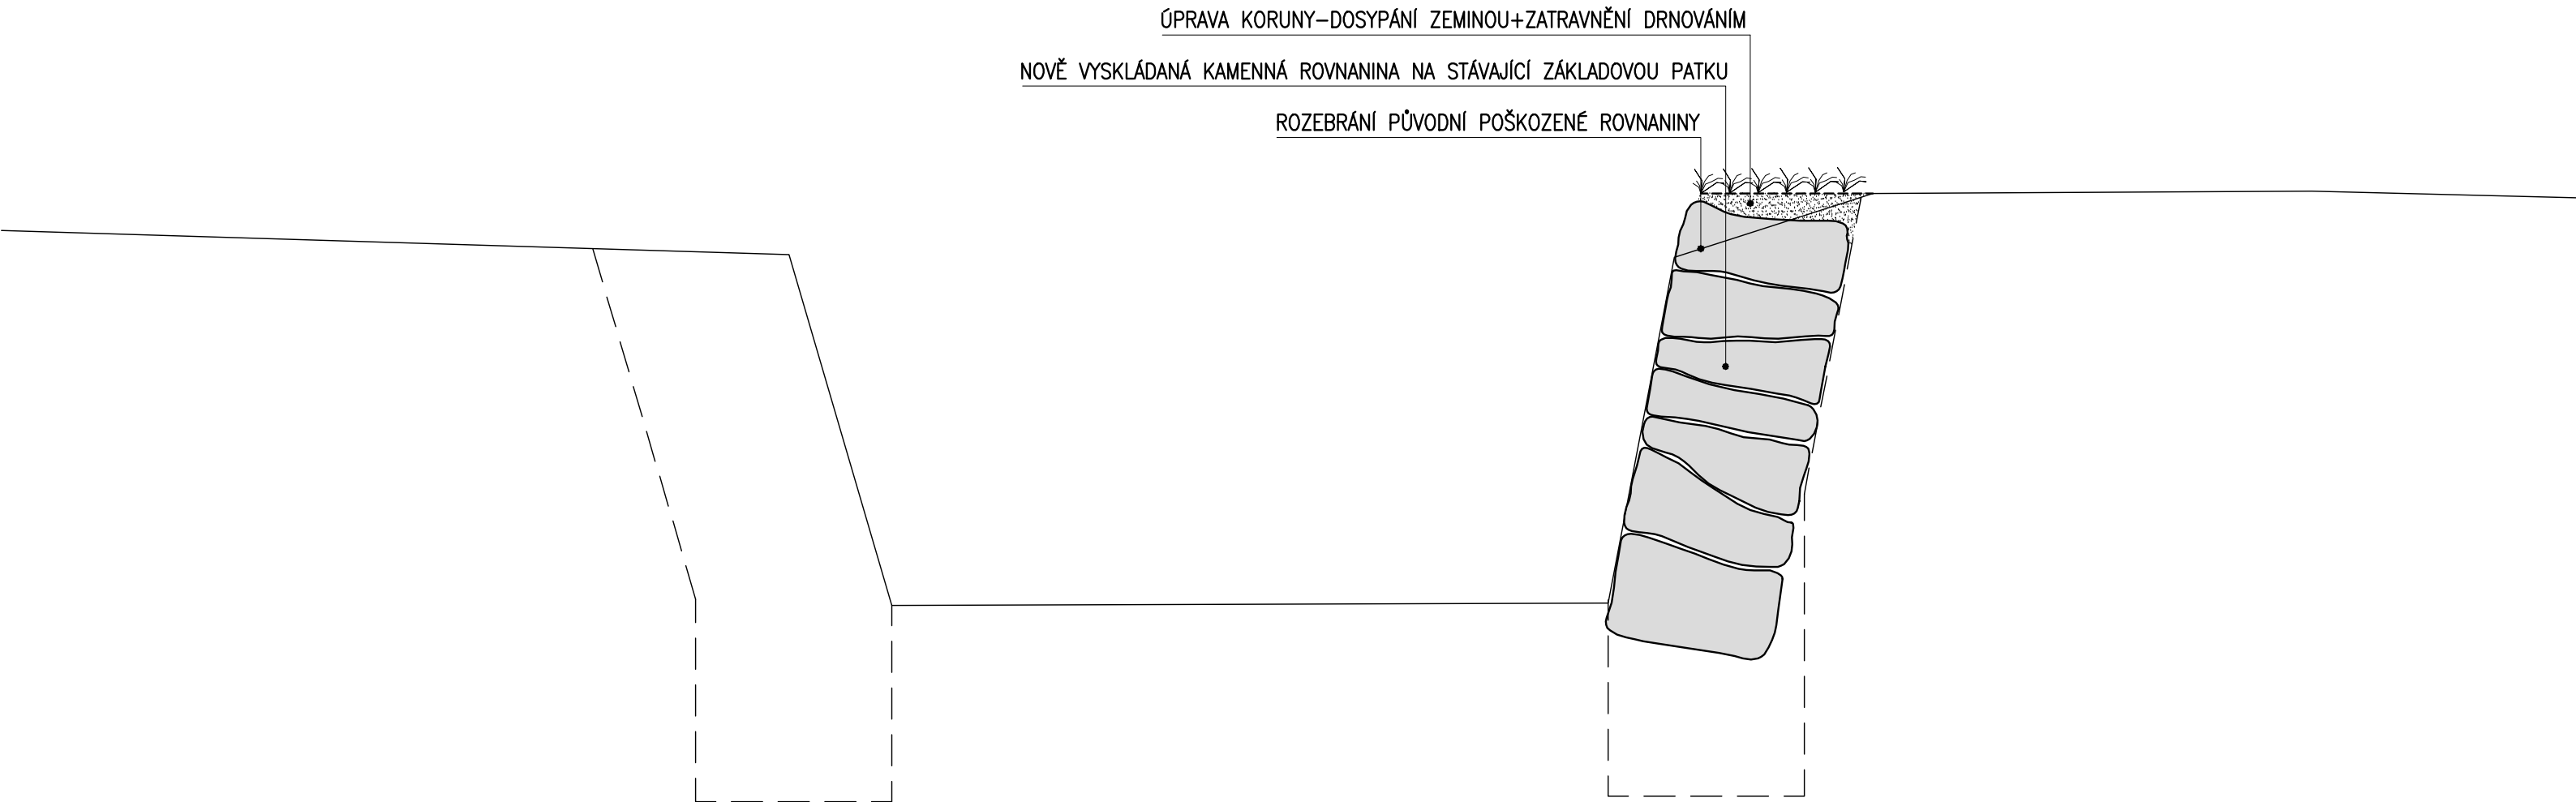 ÚPRAVA KORUNY-DOSYPÁNÍ ZEMINOU+ZATRAVNĚNÍ DRNOVÁNÍM
NOVĚ VYSKLÁDANÁ KAMENNÁ ROVNANINA NA STÁVAJÍCÍ ZÁKLADOVOU PATKU
ROZEBRÁNÍ PŮVODNÍ POŠKOZENÉ ROVNANINY